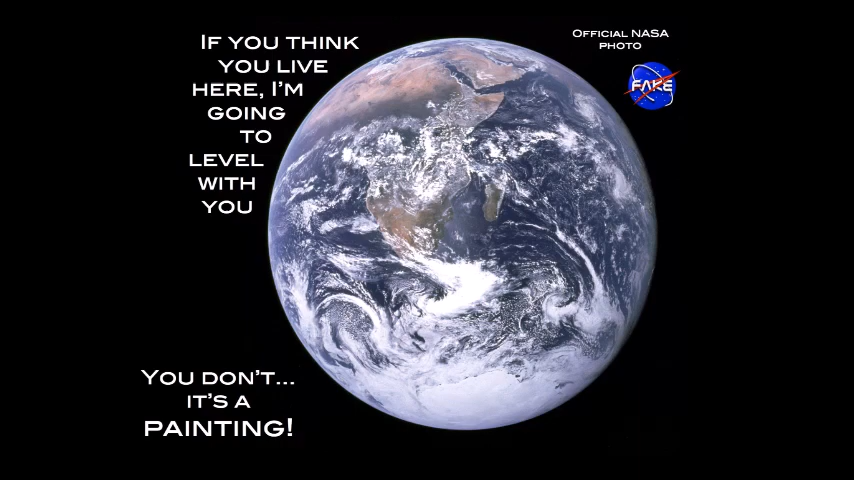 If you think
you live
here, I'm
going
to
level
with
you
Official NASA
photo
FAKE
You don't...
it's a
painting!